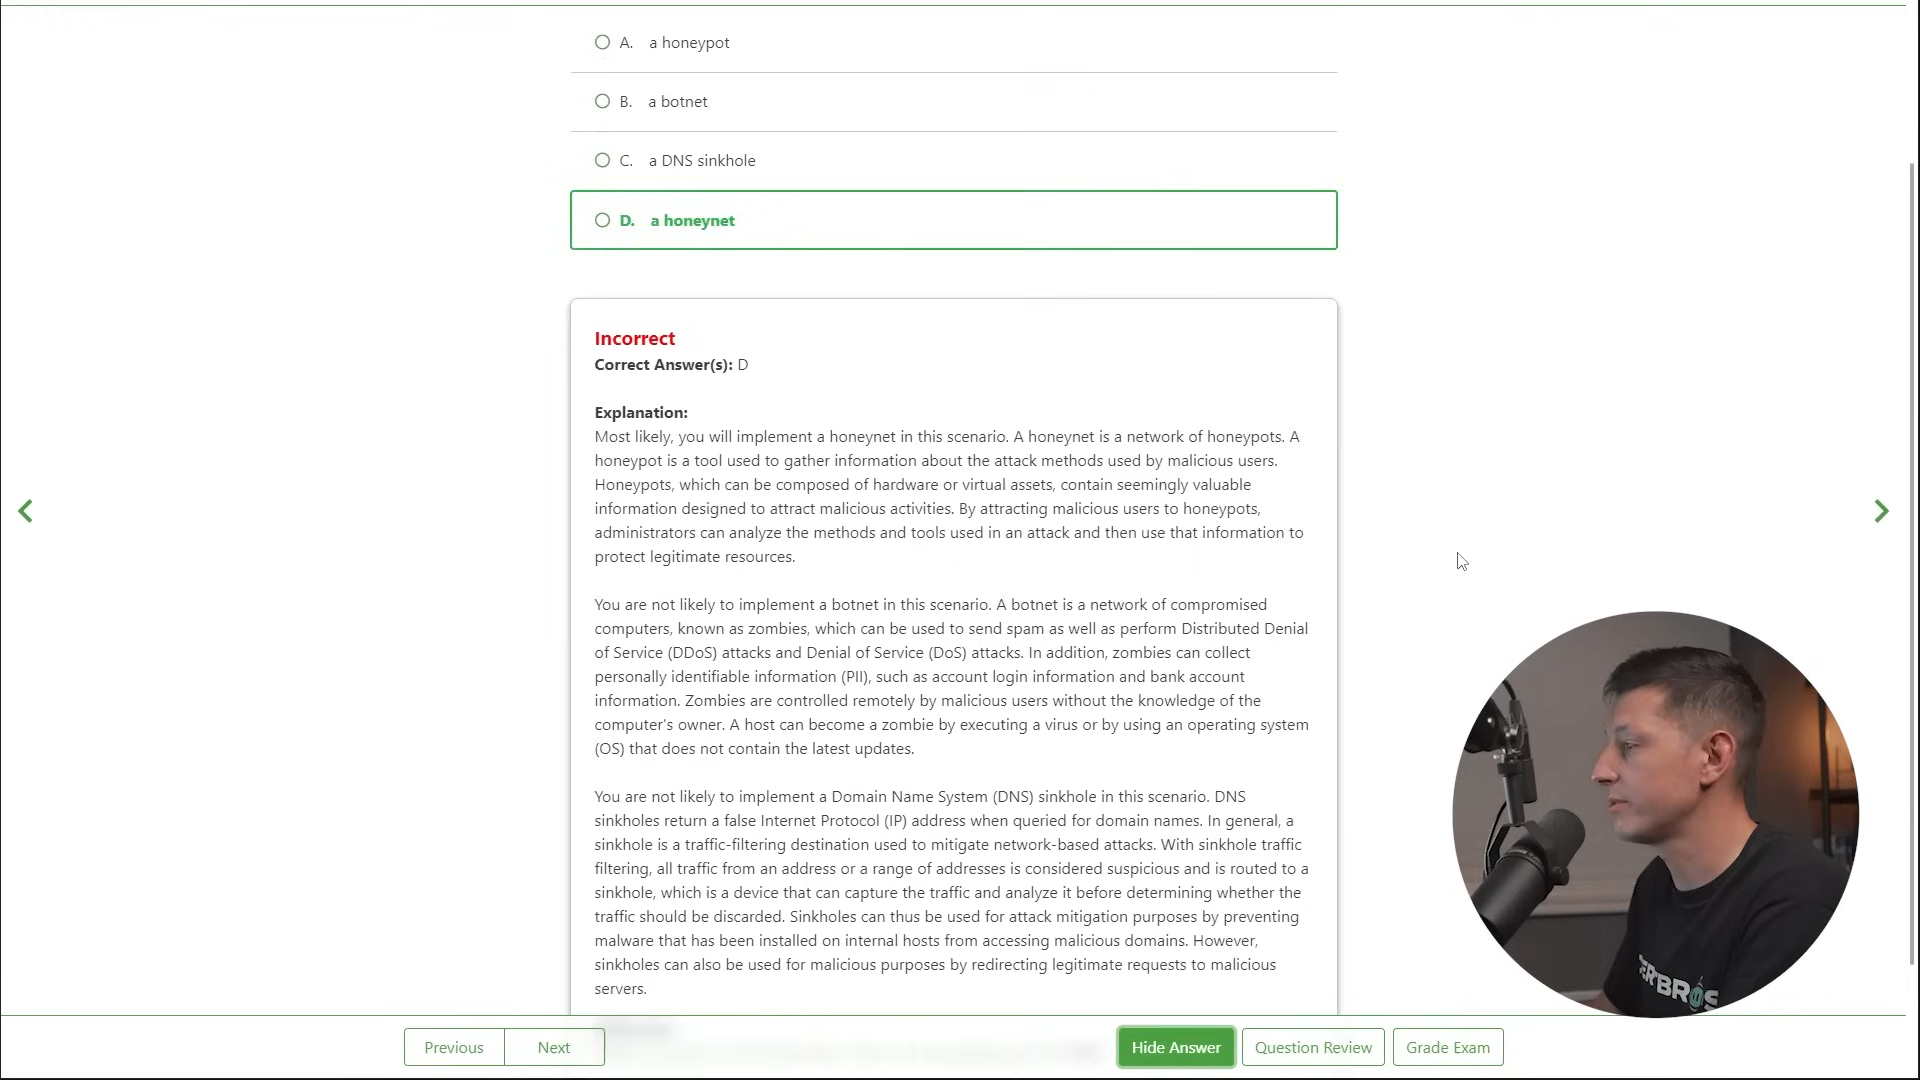 A. a honeypot
B. a botnet
C. a DNS sinkhole
D. a honeynet
Incorrect
Correct Answer(s): D
Explanation:
Most likely, you will implement a honeynet in this scenario. A honeynet is a network of honeypots. A
honeypot is a tool used to gather information about the attack methods used by malicious users.
Honeypots, which can be composed of hardware or virtual assets, contain seemingly valuable
information designed to attract malicious activities. By attracting malicious users to honeypots,
administrators can analyze the methods and tools used in an attack and then use that information to
protect legitimate resources.
You are not likely to implement a botnet in this scenario. A botnet is a network of compromised
computers, known as zombies, which can be used to send spam as well as perform Distributed Denial
of Service (DDoS) attacks and Denial of Service (DoS) attacks. In addition, zombies can collect
personally identifiable information (PII), such as account login information and bank account
information. Zombies are controlled remotely by malicious users without the knowledge of the
computer's owner. A host can become a zombie by executing a virus or by using an operating system
(OS) that does not contain the latest updates.
You are not likely to implement a Domain Name System (DNS) sinkhole in this scenario. DNS
sinkholes return a false Internet Protocol (IP) address when queried for domain names. In general, a
sinkhole is a traffic-filtering destination used to mitigate network-based attacks. With sinkhole traffic
filtering, all traffic from an address or a range of addresses is considered suspicious and is routed to a
sinkhole, which is a device that can capture the traffic and analyze it before determining whether the
traffic should be discarded. Sinkholes can thus be used for attack mitigation purposes by preventing
malware that has been installed on internal hosts from accessing malicious domains. However,
sinkholes can also be used for malicious purposes by redirecting legitimate requests to malicious
servers.
Previous
Next
Hide Answer
Question Review
Grade Exam